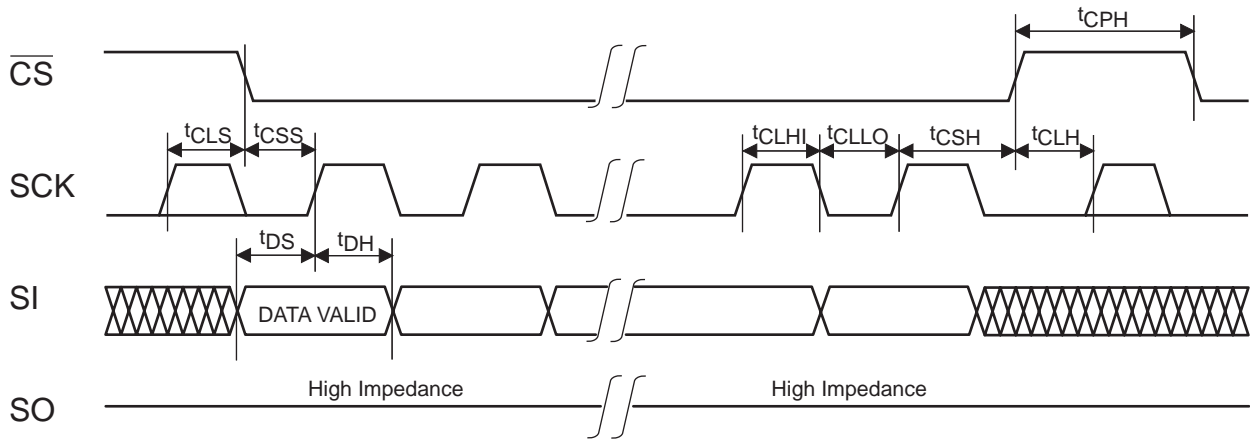 tCPH
CS
tCLS tCSS tCLHI tCLLO tCSH tCLH
SCK
tDS tDH
SI
DATA VALID
High Impedance High Impedance
SO